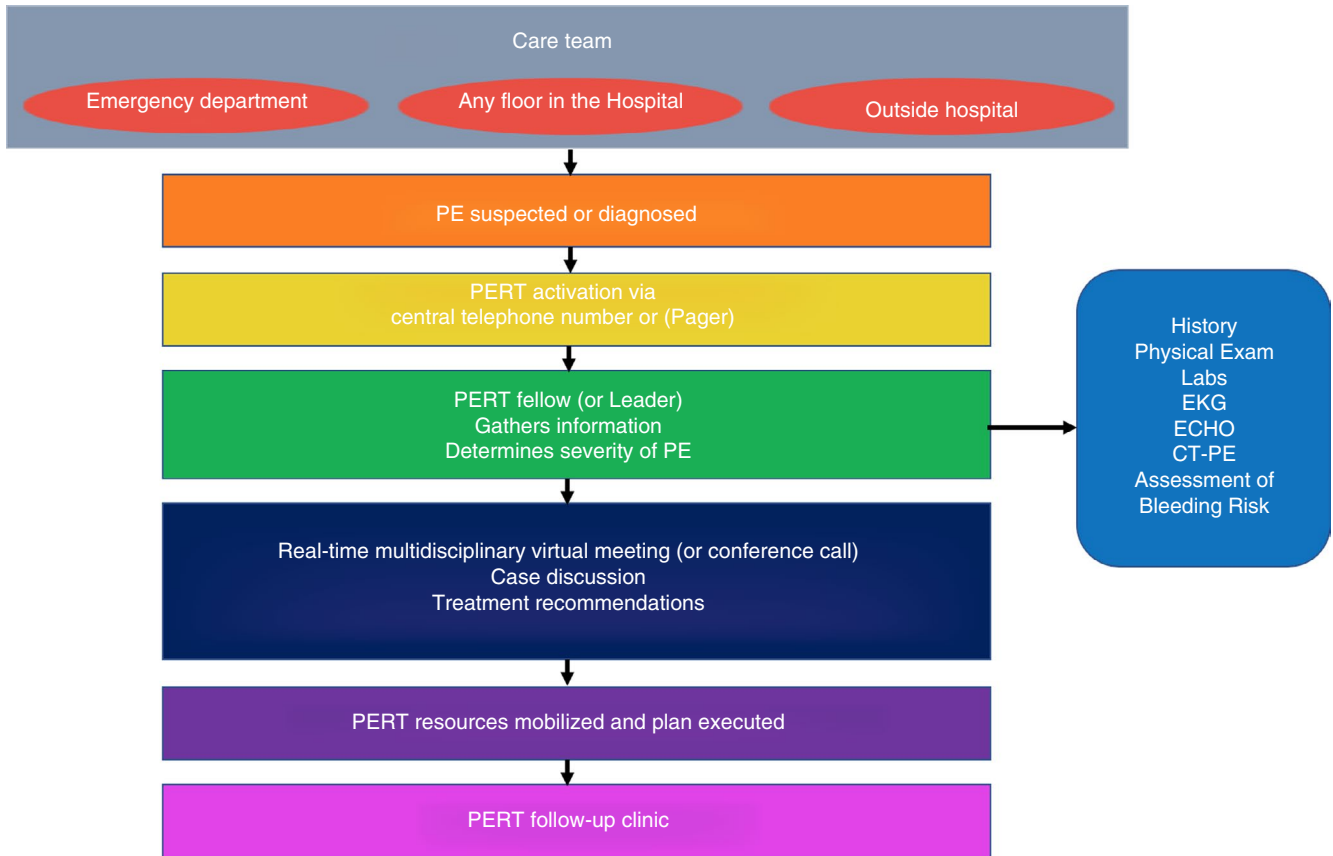 Care team
Emergency department
Any floor in the Hospital
Outside hospital
PE suspected or diagnosed
PERT activation via
central telephone number or (Pager)
PERT fellow (or Leader)
Gathers information
Determines severity of PE
History
Physical Exam
Labs
EKG
ECHO
CT-PE
Assessment of
Bleeding Risk
Real-time multidisciplinary virtual meeting (or conference call)
Case discussion
Treatment recommendations
PERT resources mobilized and plan executed
PERT follow-up clinic